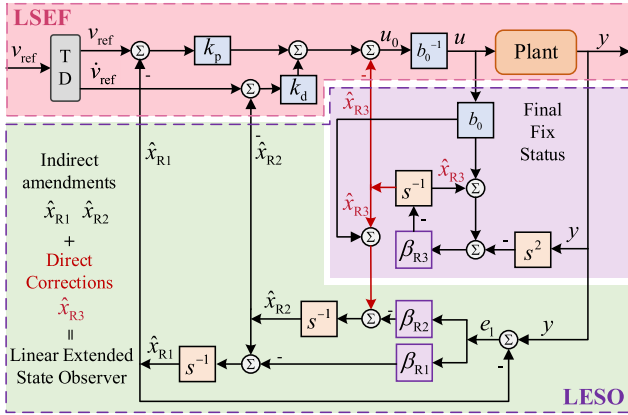 LSEF
v_ref
T
D
v_ref
v̇_ref
Σ
-
k_p
Σ
Σ
u_0
b_0^{-1}
u
Plant
y
Σ
k_d
-
x̂_R3
b_0
Final
Fix
Status
-
x̂_R1
x̂_R2
Indirect
amendments
x̂_R1 x̂_R2
+
Direct
Corrections
x̂_R3
=
Linear Extended
State Observer
x̂_R3
s^{-1}
x̂_R3
Σ
-
Σ
β_R3
Σ
-
s^2
y
x̂_R2
s^{-1}
Σ
-
β_R2
e_1
Σ
y
x̂_R1
s^{-1}
Σ
-
β_R1
-
LESO